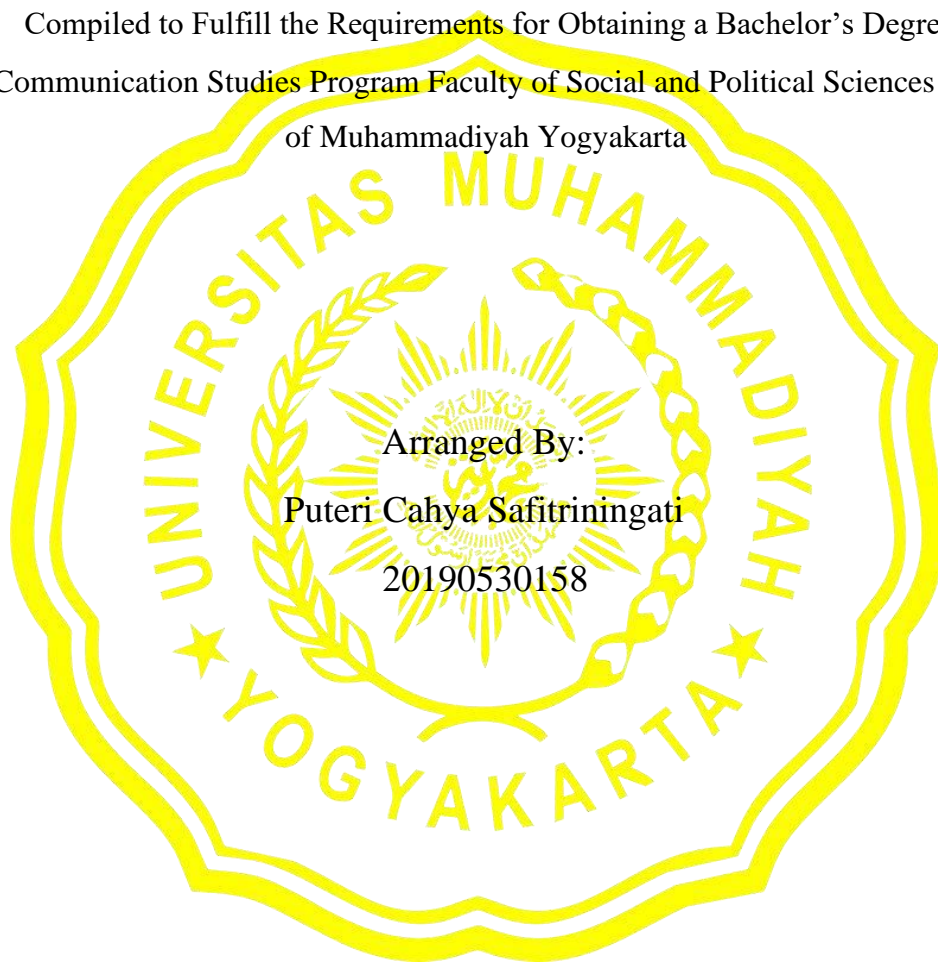 Compiled to Fulfill the Requirements for Obtaining a Bachelor’s Degre
Communication Studies Program Faculty of Social and Political Sciences
of Muhammadiyah Yogyakarta
UNIVERSITAS MUHAMMADIYAH
Arranged By:
Puteri Cahya Safitriningati
20190530158
★ YOGYAKARTA ★